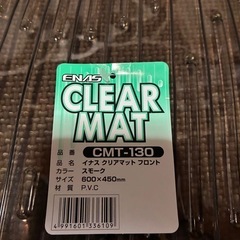 ENAS
CLEAR
MAT
品番 CMT-130
品名 イナス クリアマット フロント
カラー スモーク
サイズ 600×450mm
材質 P.V.C
4991601336109